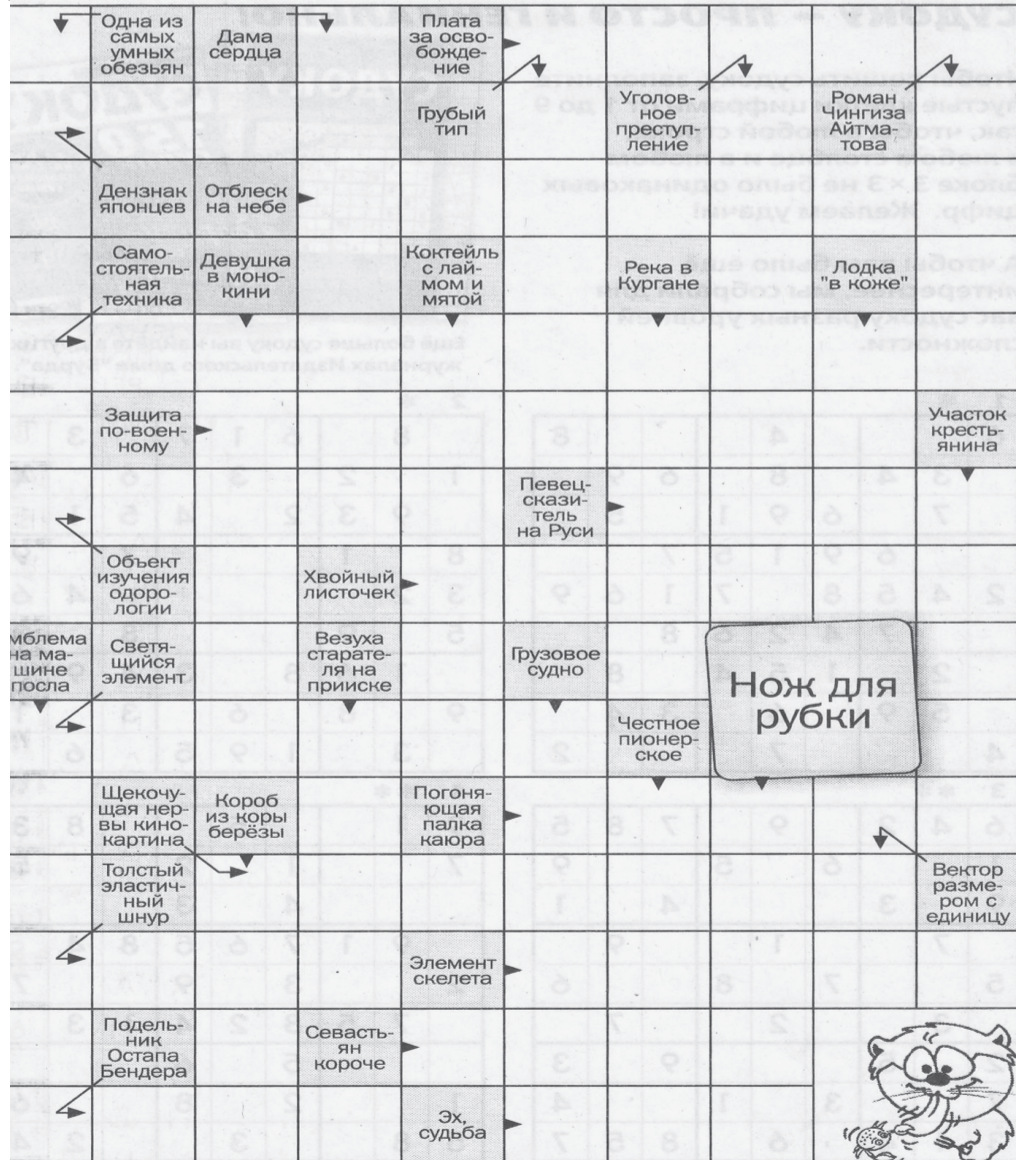 Одна из
самых
умных
обезьян
Дама
сердца
Плата
за осво-
божде-
ние
Грубый
тип
Уголов-
ное
преступ-
ление
Роман
Чингиза
Айтма-
това
Дензнак
японцев
Отблеск
на небе
Само-
стоятель-
ная
техника
Девушка
в моно-
кини
Коктейль
с лай-
мом и
мятой
Река в
Кургане
Лодка
в коже
Защита
по-воен-
ному
Участок
кресть-
янина
Певец-
скази-
тель
на Руси
Объект
изучения
одоро-
логии
Хвойный
листочек
на ма-
шине
посла
Светя-
щийся
элемент
Везуха
старате-
ля на
прииске
Грузовое
судно
Нож для
рубки
Честное
пионер-
ское
Щекочу-
щая нер-
вы кино-
картина
Короб
из коры
берёзы
Погоня-
ющая
палка
каюра
Толстый
эластич-
ный
шнур
Вектор
разме-
ром с
единицу
Элемент
скелета
Подель-
ник
Остапа
Бендера
Севасть-
ян
короче
Эх,
судьба